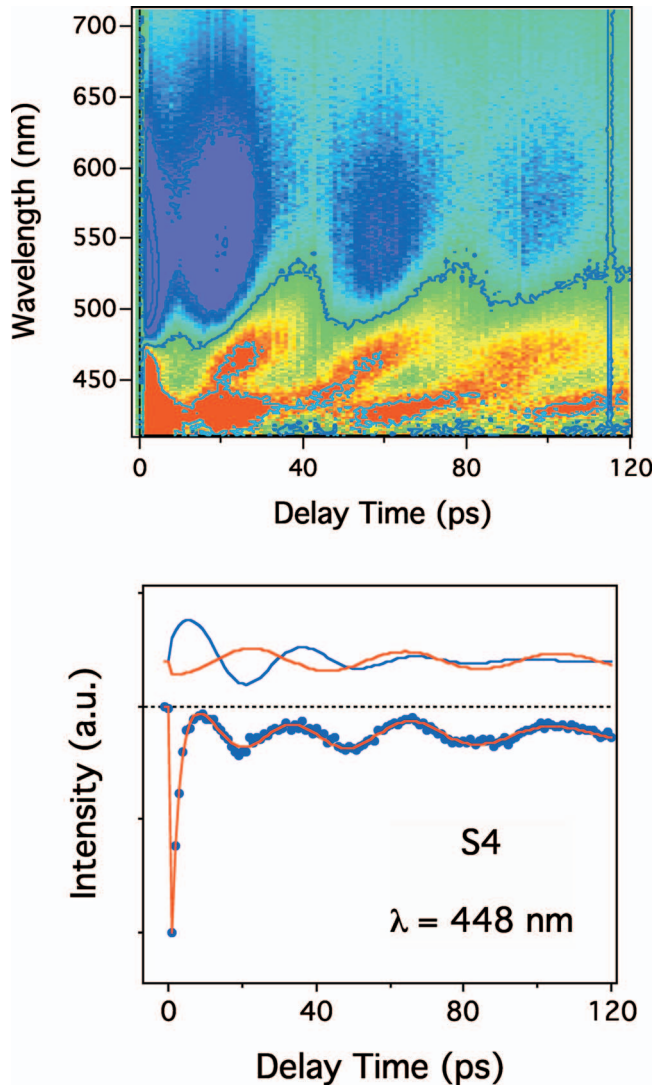 700
650
600
550
500
450
Wavelength (nm)
0 40 80 120
Delay Time (ps)
Intensity (a.u.)
S4
λ = 448 nm
0 40 80 120
Delay Time (ps)